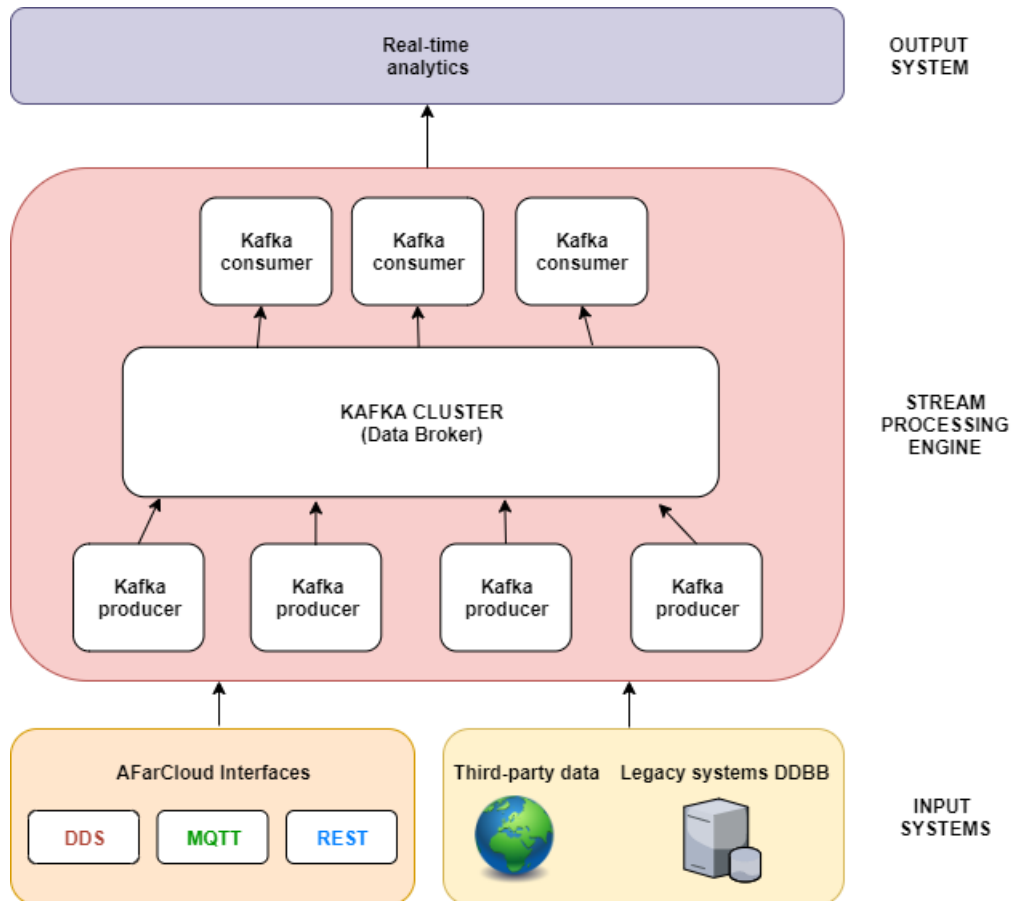 Real-time
analytics
OUTPUT
SYSTEM
Kafka
consumer
Kafka
consumer
Kafka
consumer
KAFKA CLUSTER
(Data Broker)
STREAM
PROCESSING
ENGINE
Kafka
producer
Kafka
producer
Kafka
producer
Kafka
producer
AFarCloud Interfaces
DDS
MQTT
REST
Third-party data
Legacy systems DDBB
INPUT
SYSTEMS